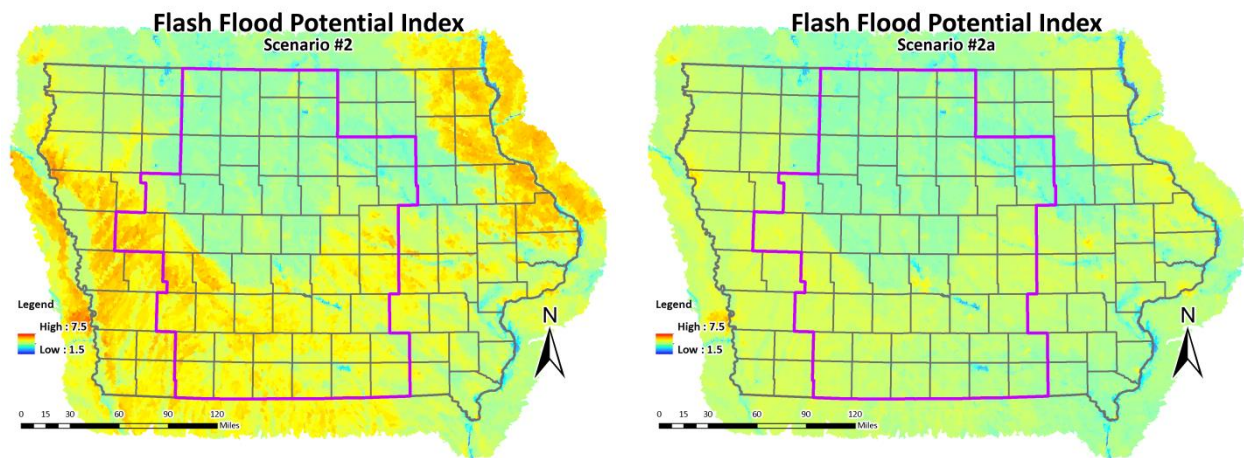 Flash Flood Potential Index
Scenario #2
Legend
High : 7.5
Low : 1.5
N
0 15 30 60 90 120
Miles
Flash Flood Potential Index
Scenario #2a
Legend
High : 7.5
Low : 1.5
N
0 15 30 60 90 120
Miles